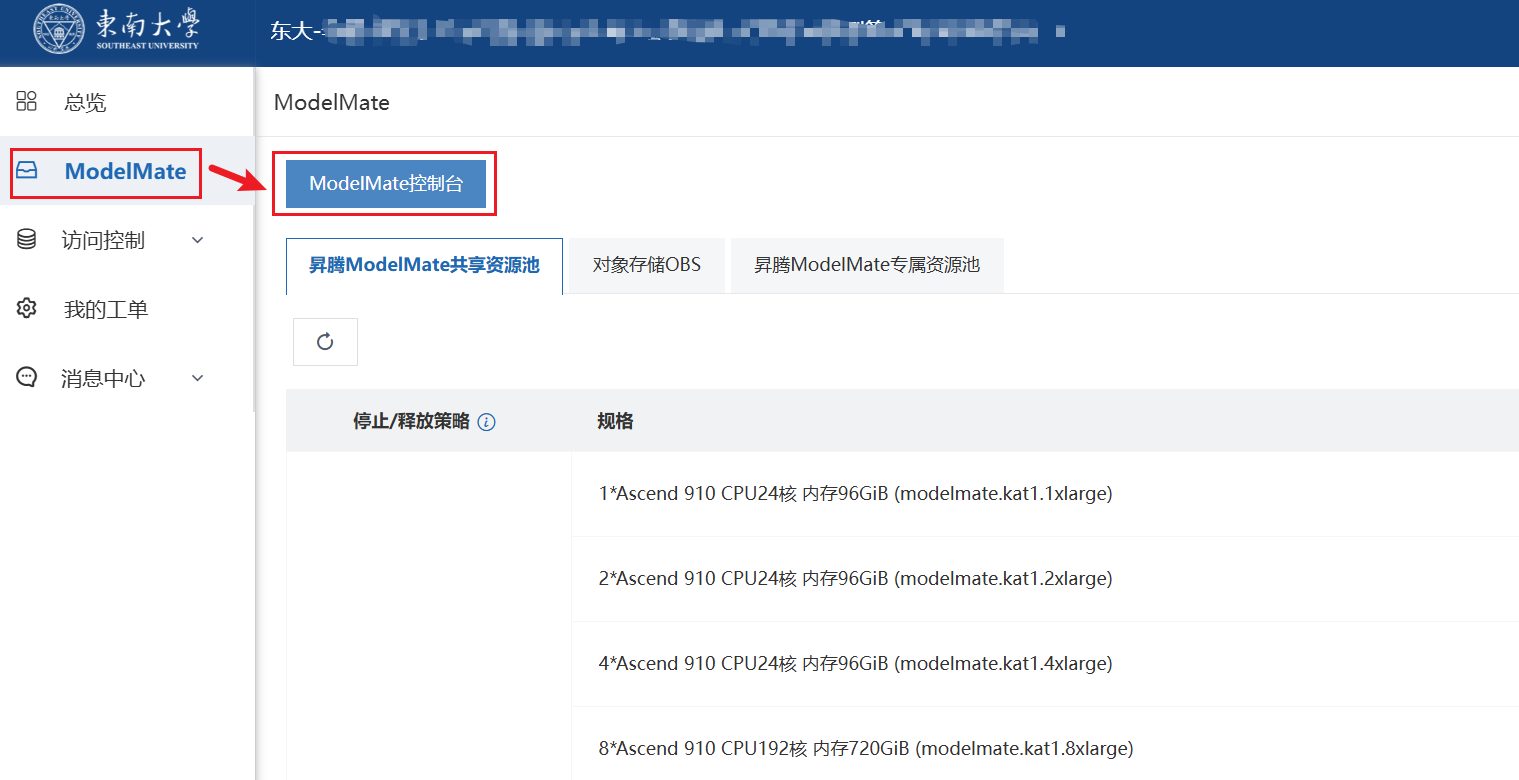 東南大學
SOUTHEAST UNIVERSITY
东大-
总览
ModelMate
访问控制
我的工单
消息中心
ModelMate
ModelMate控制台
昇腾ModelMate共享资源池 对象存储OBS 昇腾ModelMate专属资源池
停止/释放策略 规格
1*Ascend 910 CPU24核 内存96GiB (modelmate.kat1.1xlarge)
2*Ascend 910 CPU24核 内存96GiB (modelmate.kat1.2xlarge)
4*Ascend 910 CPU24核 内存96GiB (modelmate.kat1.4xlarge)
8*Ascend 910 CPU192核 内存720GiB (modelmate.kat1.8xlarge)